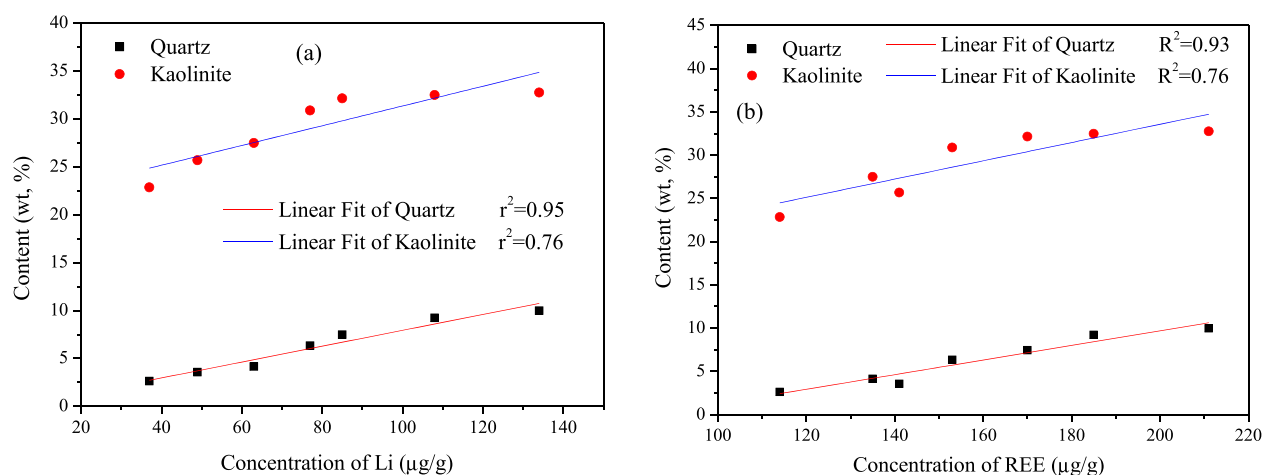 40
35
30
25
20
15
10
5
0
Content (wt, %)
Quartz
Kaolinite
(a)
Linear Fit of Quartz r²=0.95
Linear Fit of Kaolinite r²=0.76
20 40 60 80 100 120 140
Concentration of Li (µg/g)
45
40
35
30
25
20
15
10
5
0
Content (wt, %)
Quartz Linear Fit of Quartz R²=0.93
Kaolinite Linear Fit of Kaolinite R²=0.76
(b)
100 120 140 160 180 200 220
Concentration of REE (µg/g)